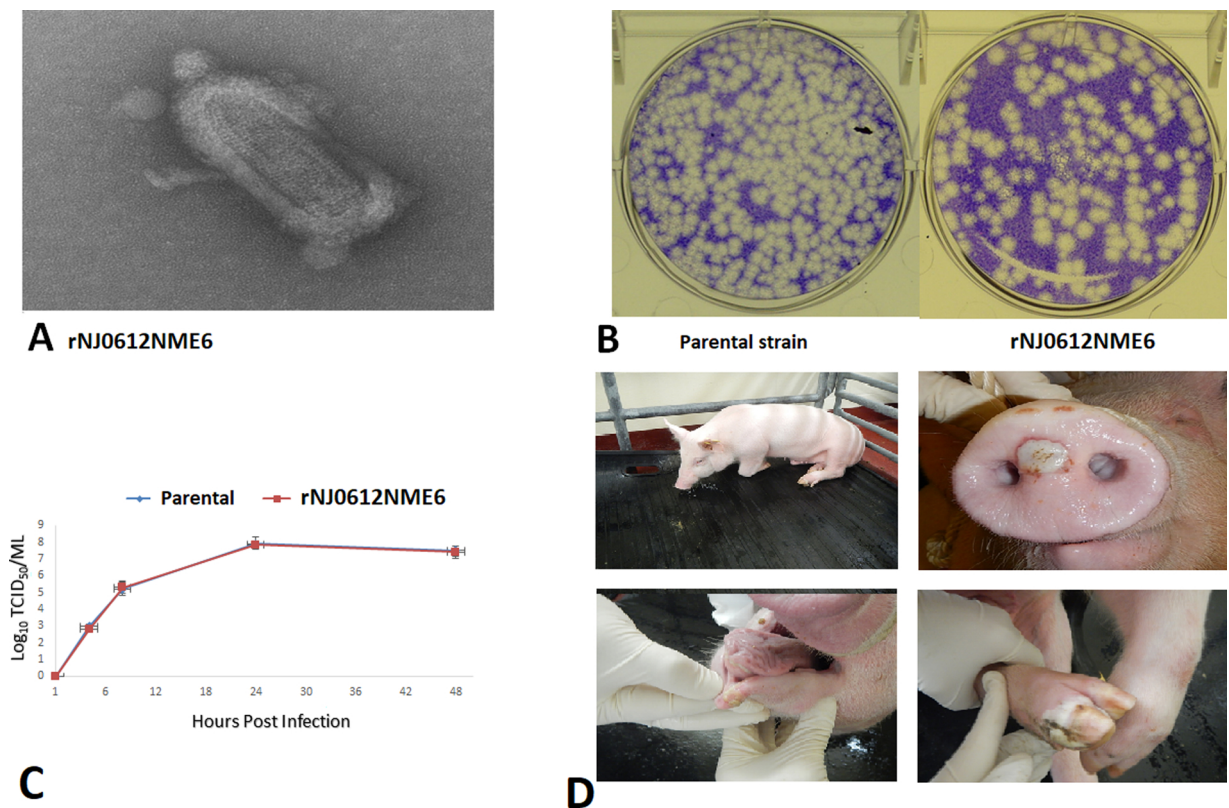 A rNJ0612NME6
B
Parental strain
rNJ0612NME6
Parental
rNJ0612NME6
Log₁₀ TCID₅₀/ML
9
8
7
6
5
4
3
2
1
0
1 6 12 18 24 30 36 42 48
Hours Post Infection
C
D